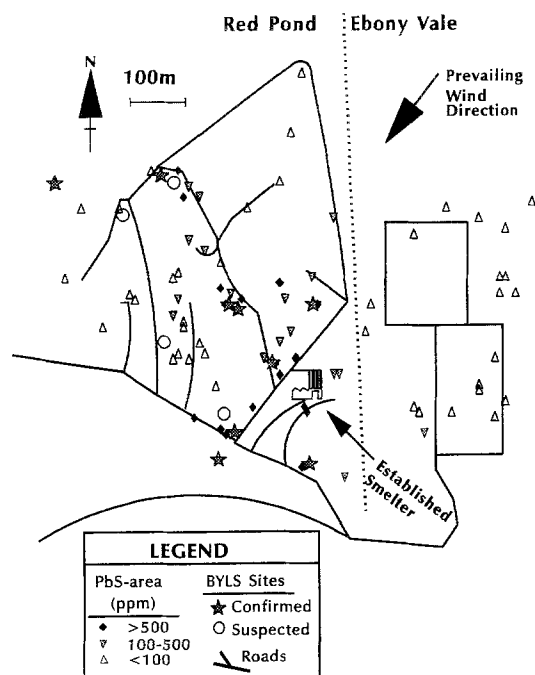 Red Pond
Ebony Vale
N
100m
Prevailing
Wind
Direction
Established
Smelter
LEGEND
PbS-area
(ppm)
>500
100-500
<100
BYLS Sites
Confirmed
Suspected
Roads